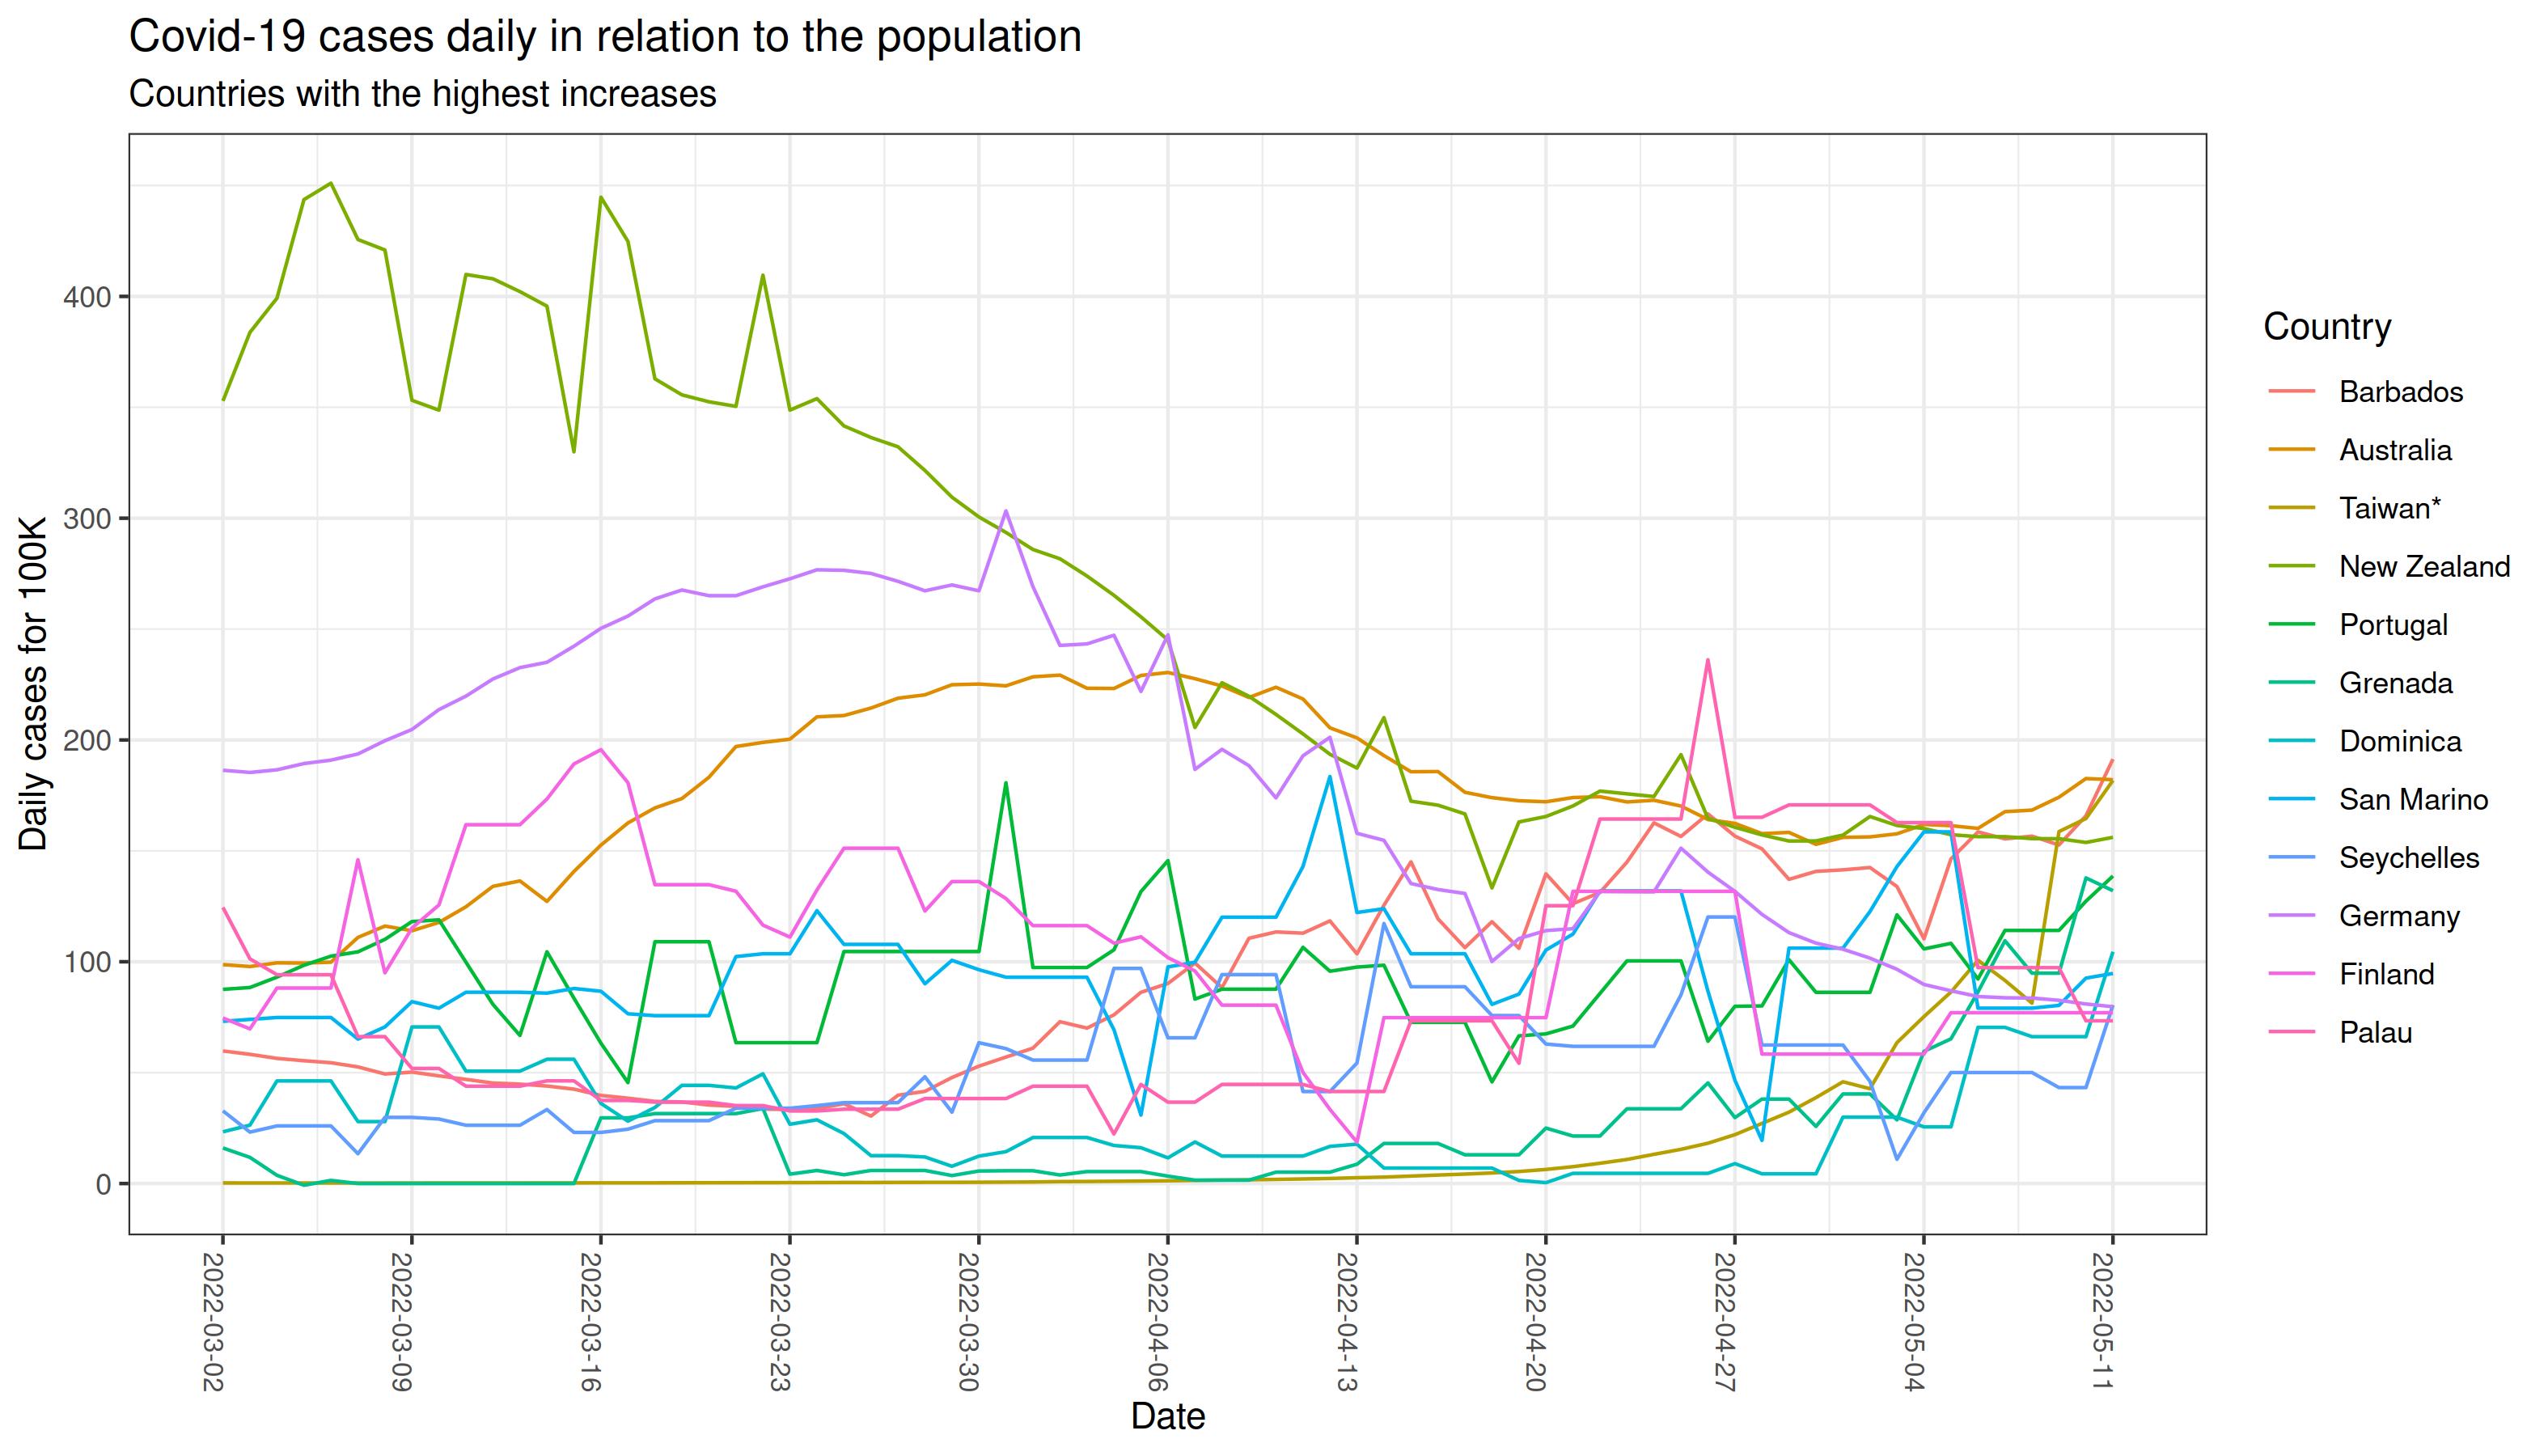 Covid-19 cases daily in relation to the population
Countries with the highest increases
Daily cases for 100K
400
300
200
100
0
2022-03-02
2022-03-09
2022-03-16
2022-03-23
2022-03-30
2022-04-06
2022-04-13
2022-04-20
2022-04-27
2022-05-04
2022-05-11
Date
Country
Barbados
Australia
Taiwan*
New Zealand
Portugal
Grenada
Dominica
San Marino
Seychelles
Germany
Finland
Palau